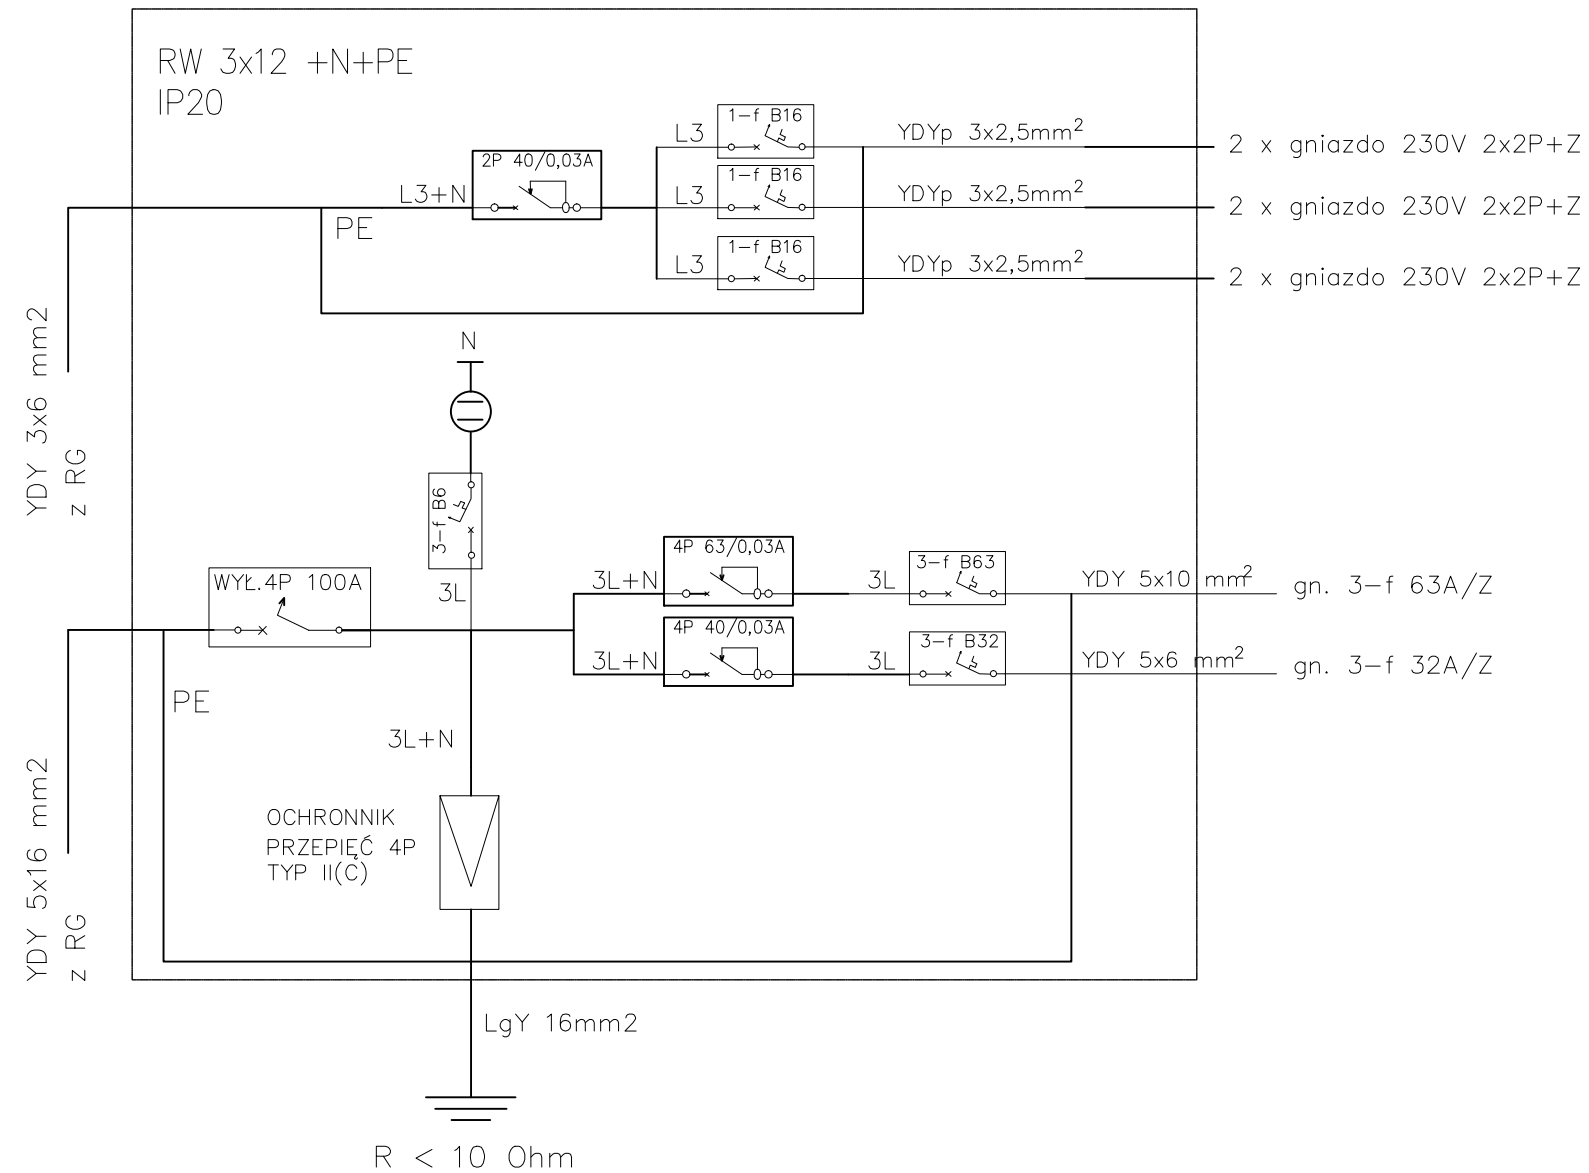 RW 3x12 +N+PE
IP20
1-f B16
L3
YDYp 3x2,5mm²
2 x gniazdo 230V 2x2P+Z
2P 40/0,03A
L3+N
1-f B16
L3
YDYp 3x2,5mm²
2 x gniazdo 230V 2x2P+Z
PE
1-f B16
L3
YDYp 3x2,5mm²
2 x gniazdo 230V 2x2P+Z
YDY 3x6 mm2
z RG
N
3-f B6
3L
WYŁ.4P 100A
4P 63/0,03A
3L+N
3L
3-f B63
YDY 5x10 mm²
gn. 3-f 63A/Z
4P 40/0,03A
3L+N
3L
3-f B32
YDY 5x6 mm²
gn. 3-f 32A/Z
PE
3L+N
YDY 5x16 mm2
z RG
OCHRONNIK
PRZEPIĘĆ 4P
TYP II(C)
LgY 16mm2
R < 10 Ohm